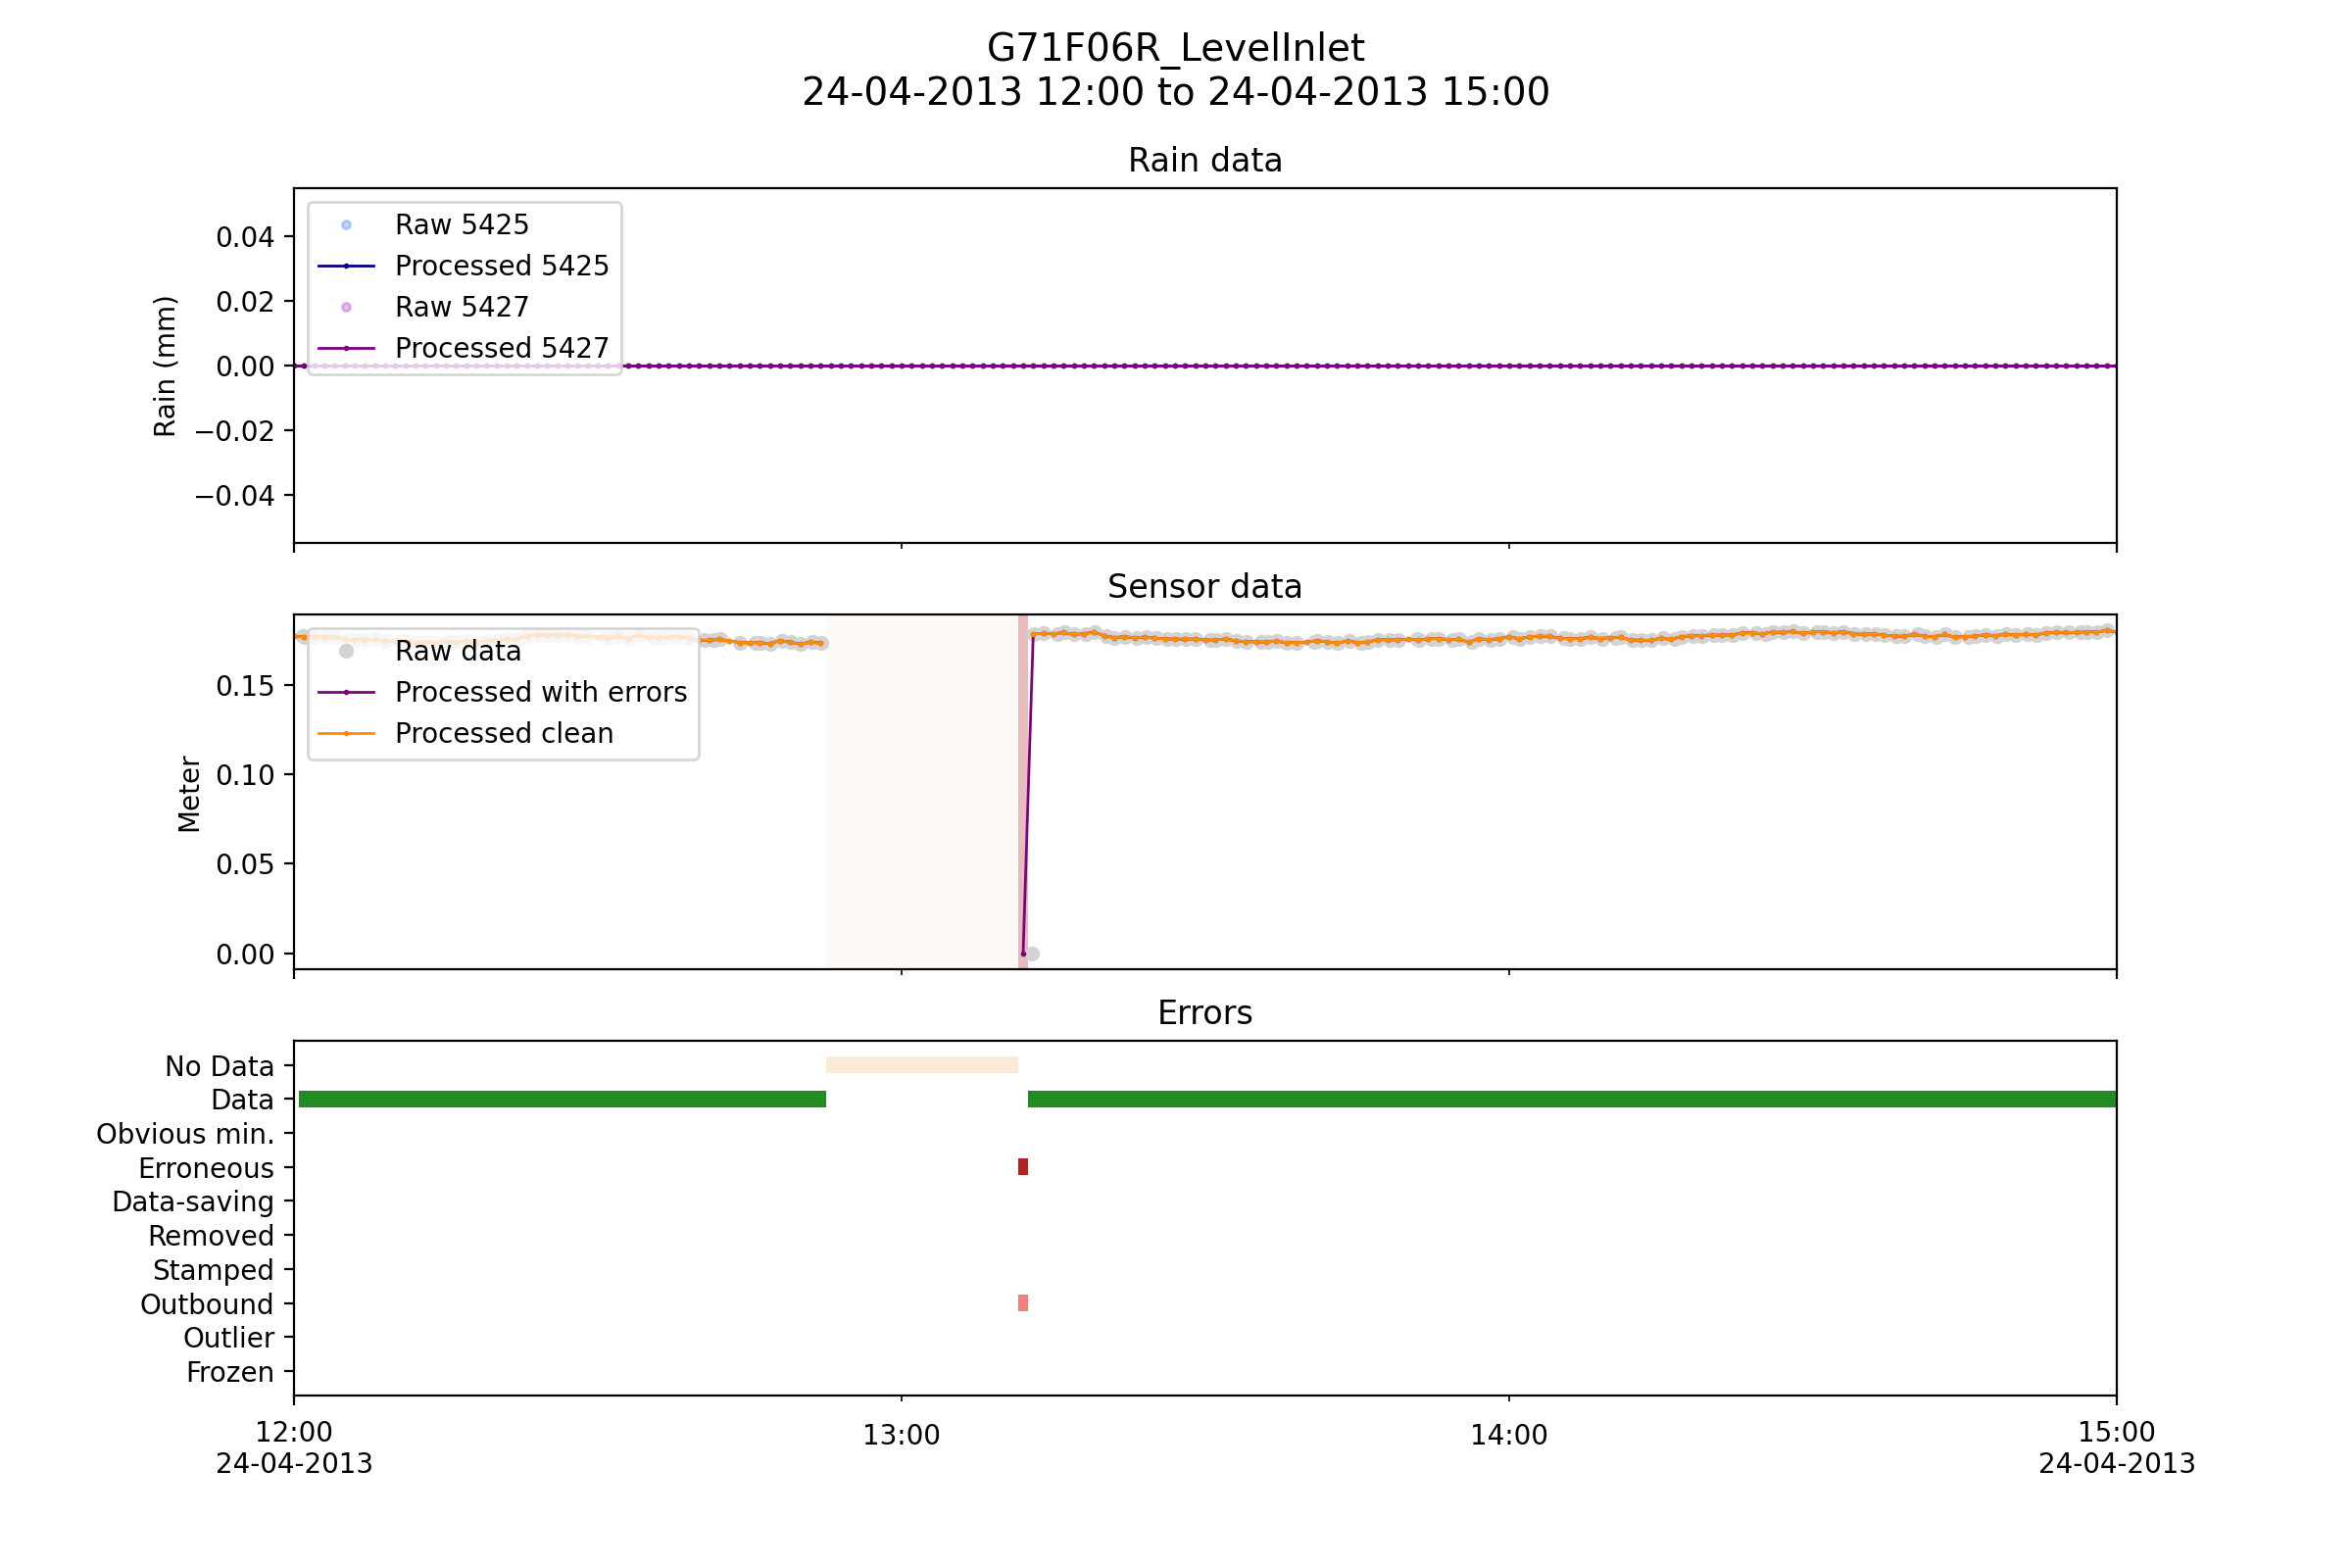 G71F06R_LevelInlet
24-04-2013 12:00 to 24-04-2013 15:00
Rain data
Rain (mm)
0.04
0.02
0.00
−0.02
−0.04
Raw 5425
Processed 5425
Raw 5427
Processed 5427
Sensor data
Meter
0.15
0.10
0.05
0.00
Raw data
Processed with errors
Processed clean
Errors
No Data
Data
Obvious min.
Erroneous
Data-saving
Removed
Stamped
Outbound
Outlier
Frozen
12:00
24-04-2013
13:00
14:00
15:00
24-04-2013